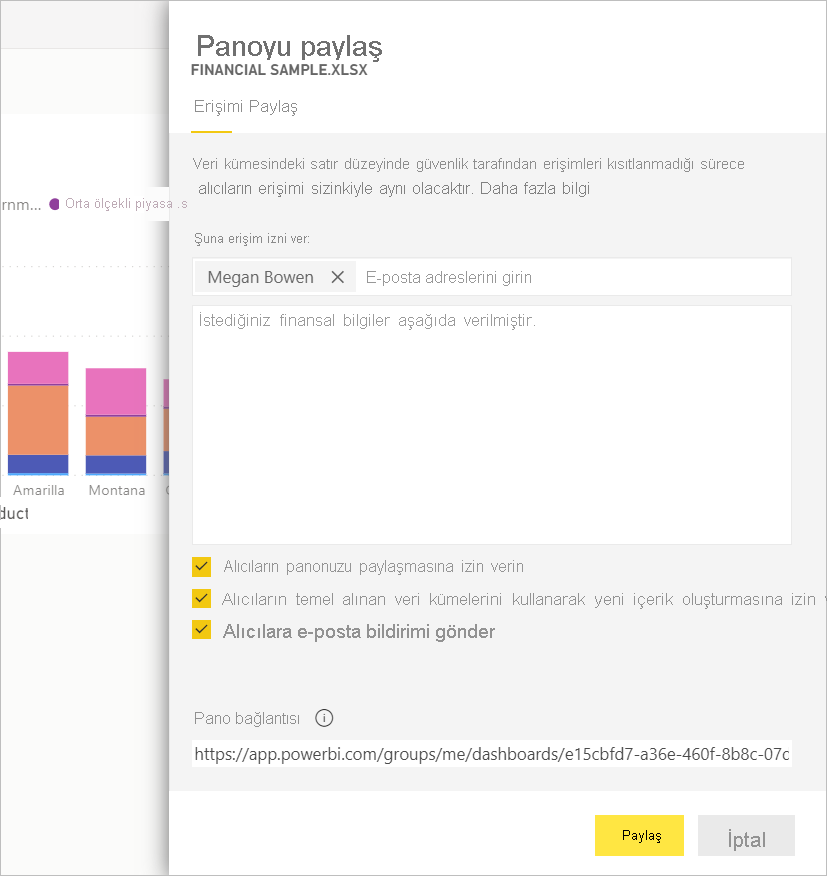 Panoyu paylaş
FINANCIAL SAMPLE.XLSX
Erişimi Paylaş
Veri kümesindeki satır düzeyinde güvenlik tarafından erişimleri kısıtlanmadığı sürece
alıcıların erişimi sizinkiyle aynı olacaktır. Daha fazla bilgi
rnm... Orta ölçekli piyasa .s
Şuna erişim izni ver:
Megan Bowen E-posta adreslerini girin
İstediğiniz finansal bilgiler aşağıda verilmiştir.
Amarilla Montana
duct
Alıcıların panonuzu paylaşmasına izin verin
Alıcıların temel alınan veri kümelerini kullanarak yeni içerik oluşturmasına izin
Alıcılara e-posta bildirimi gönder
Pano bağlantısı
https://app.powerbi.com/groups/me/dashboards/e15cbfd7-a36e-460f-8b8c-07
Paylaş İptal